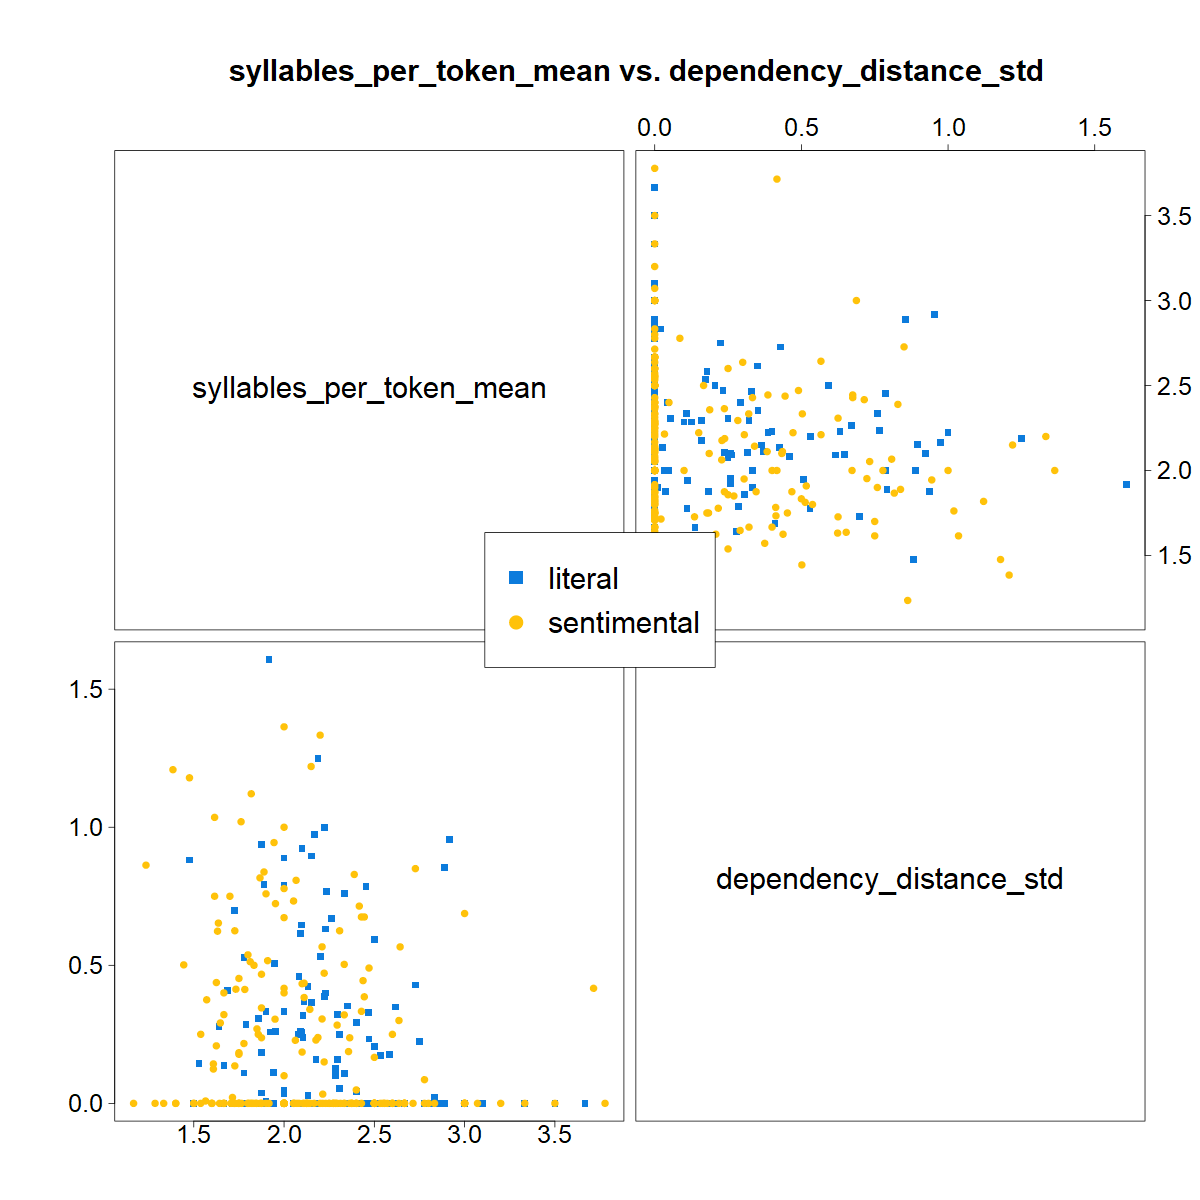 syllables_per_token_mean vs. dependency_distance_std
0.0 0.5 1.0 1.5
3.5
3.0
syllables_per_token_mean
2.5
2.0
1.5
literal
sentimental
1.5
1.0
dependency_distance_std
0.5
0.0
1.5 2.0 2.5 3.0 3.5